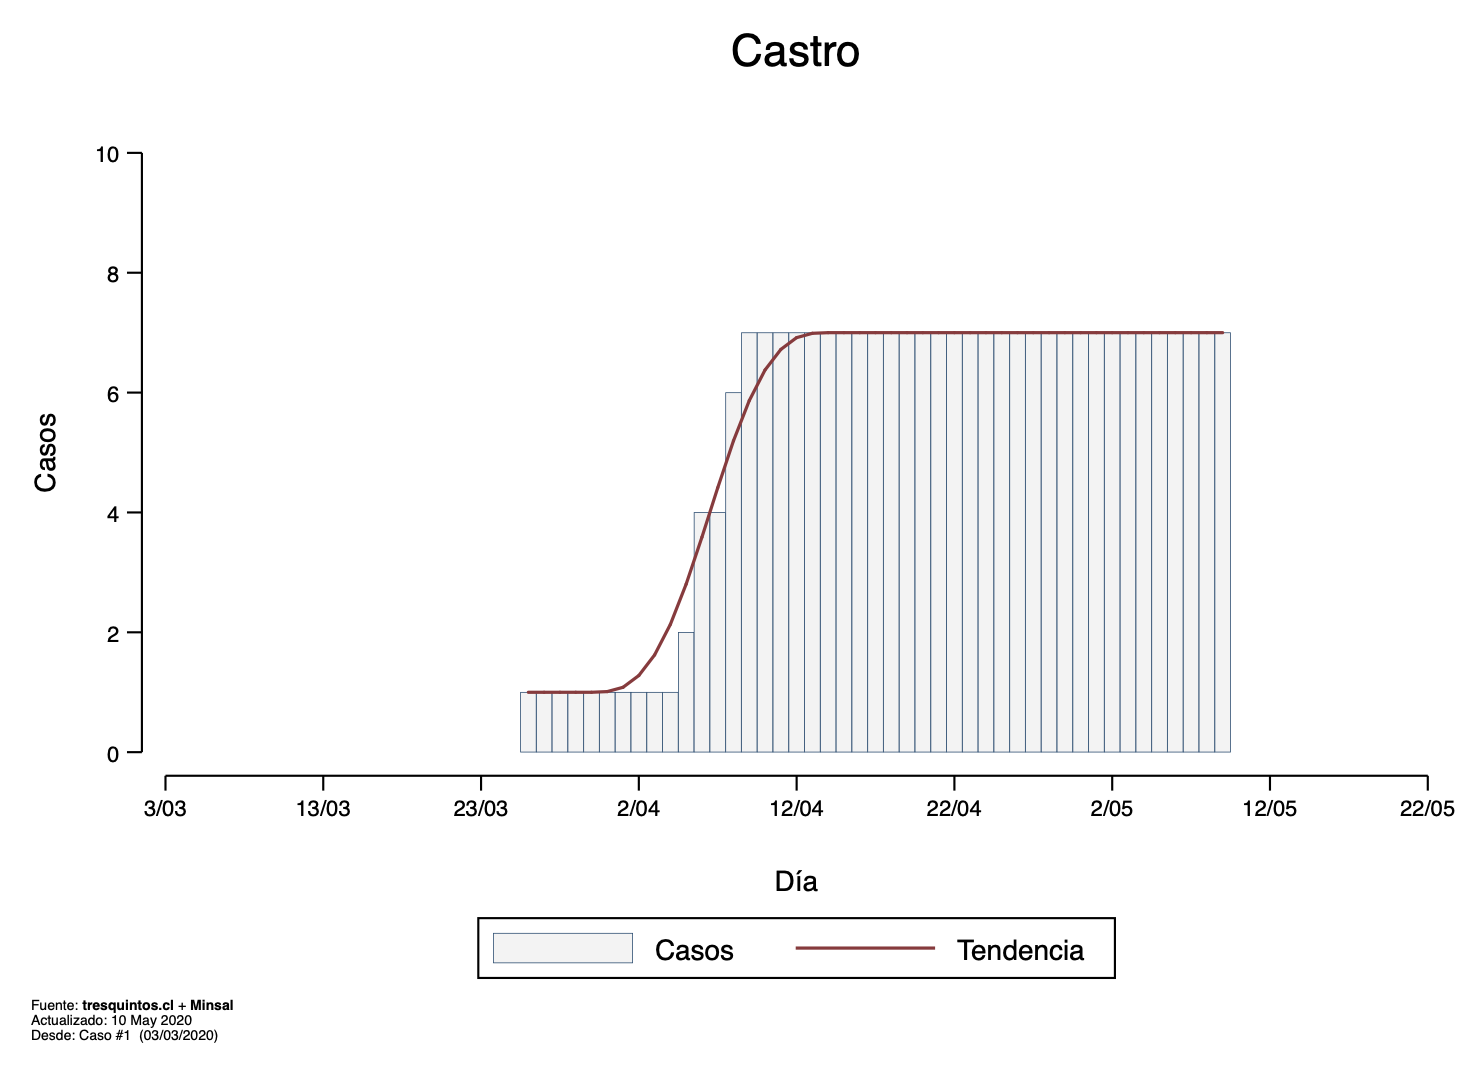 Castro
10
8
6
4
2
0
Casos
3/03 13/03 23/03 2/04 12/04 22/04 2/05 12/05 22/05
Día
Casos Tendencia
Fuente: tresquintos.cl + Minsal
Actualizado: 10 May 2020
Desde: Caso #1 (03/03/2020)